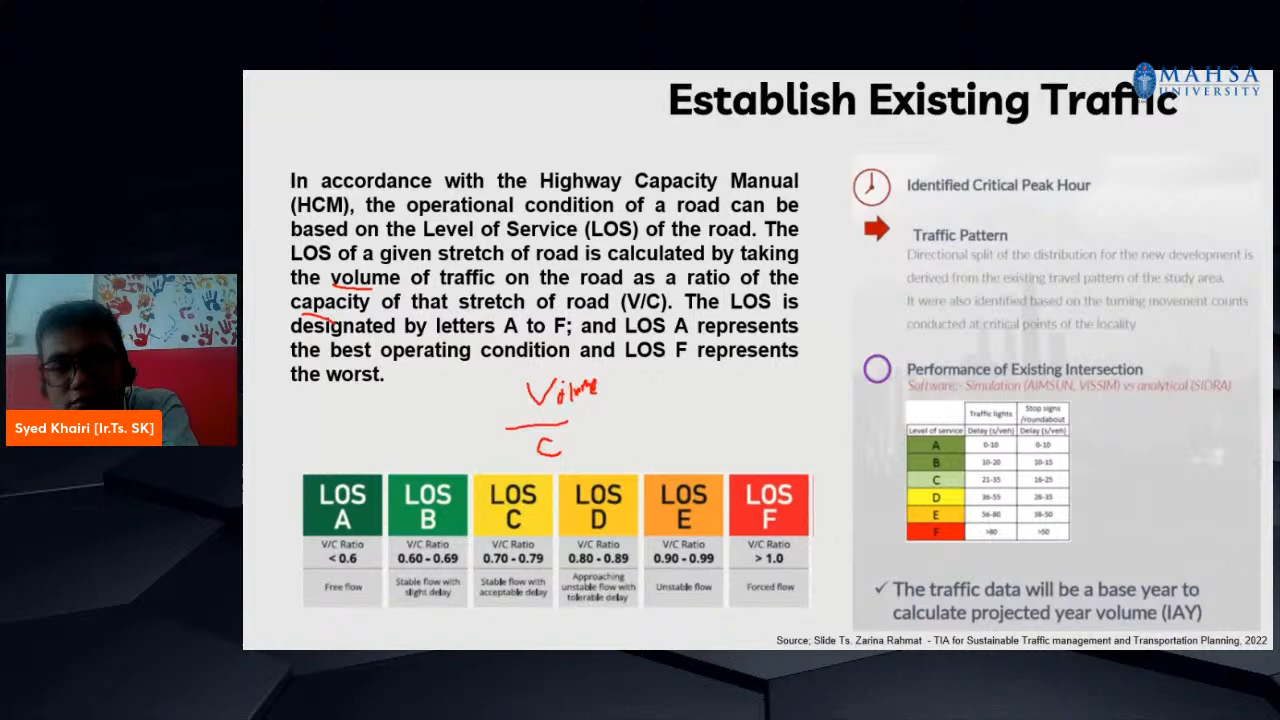 MAHSA
UNIVERSITY
Establish Existing Traffic
In accordance with the Highway Capacity Manual
(HCM), the operational condition of a road can be
based on the Level of Service (LOS) of the road. The
LOS of a given stretch of road is calculated by taking
the volume of traffic on the road as a ratio of the
capacity of that stretch of road (V/C). The LOS is
designated by letters A to F; and LOS A represents
the best operating condition and LOS F represents
the worst.
Volume
C
LOS A
V/C Ratio
< 0.6
Free flow
LOS B
V/C Ratio
0.60 - 0.69
Stable flow with
slight delay
LOS C
V/C Ratio
0.70 - 0.79
Stable flow with
acceptable delay
LOS D
V/C Ratio
0.80 - 0.89
Approaching
unstable flow with
tolerable delay
LOS E
V/C Ratio
0.90 - 0.99
Unstable flow
LOS F
V/C Ratio
> 1.0
Forced flow
Identified Critical Peak Hour
Traffic Pattern
Directional split of the distribution for the new development is
derived from the existing travel pattern of the study area.
It were also identified based on the turning movement counts
conducted at critical points of the locality
Performance of Existing Intersection
Software:- Simulation (AIMSUN, VISSIM) vs analytical (SIDRA)
Traffic lights Stop signs
/roundabout
Level of service Delay (s/veh) Delay (s/veh)
A 0-10 0-10
B 10-20 10-15
C 21-35 16-25
D 36-55 26-35
E 56-80 36-50
F >80 >50
✓ The traffic data will be a base year to
calculate projected year volume (IAY)
Source; Slide Ts. Zarina Rahmat - TIA for Sustainable Traffic management and Transportation Planning, 2022
Syed Khairi [Ir.Ts. SK]